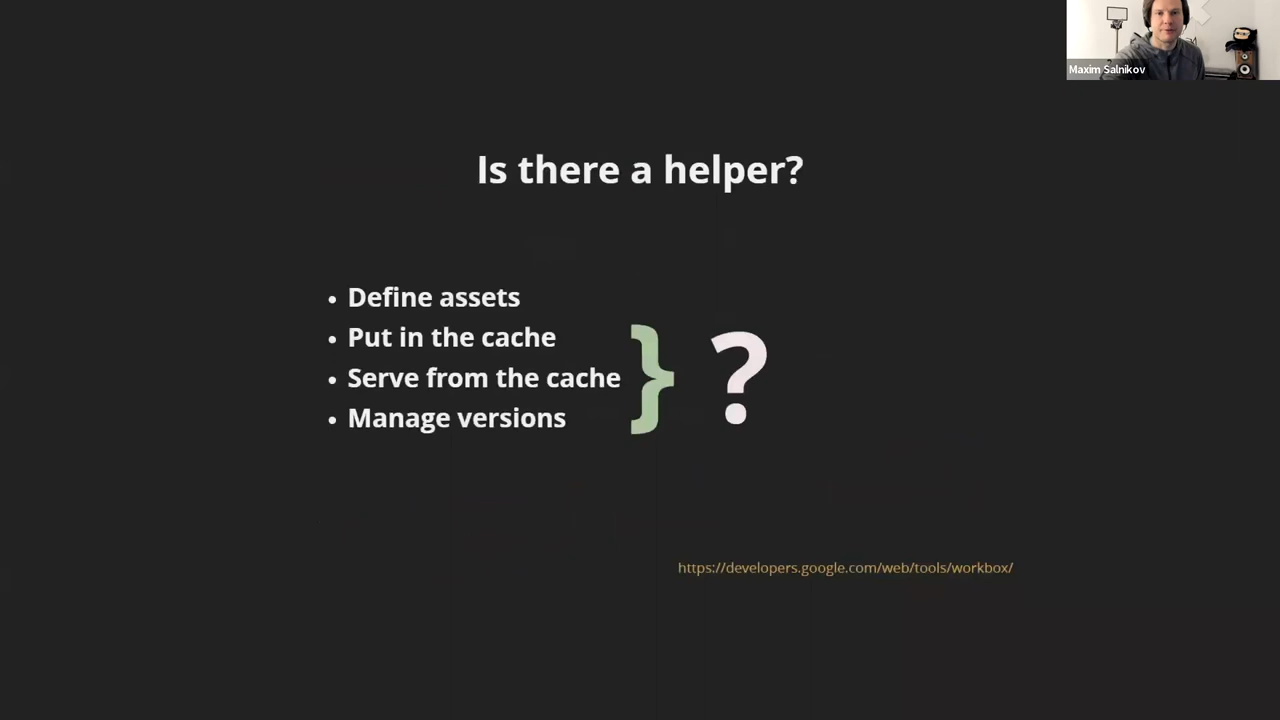 Maxim Salnikov
Is there a helper?
• Define assets
• Put in the cache
• Serve from the cache
• Manage versions
} ?
https://developers.google.com/web/tools/workbox/